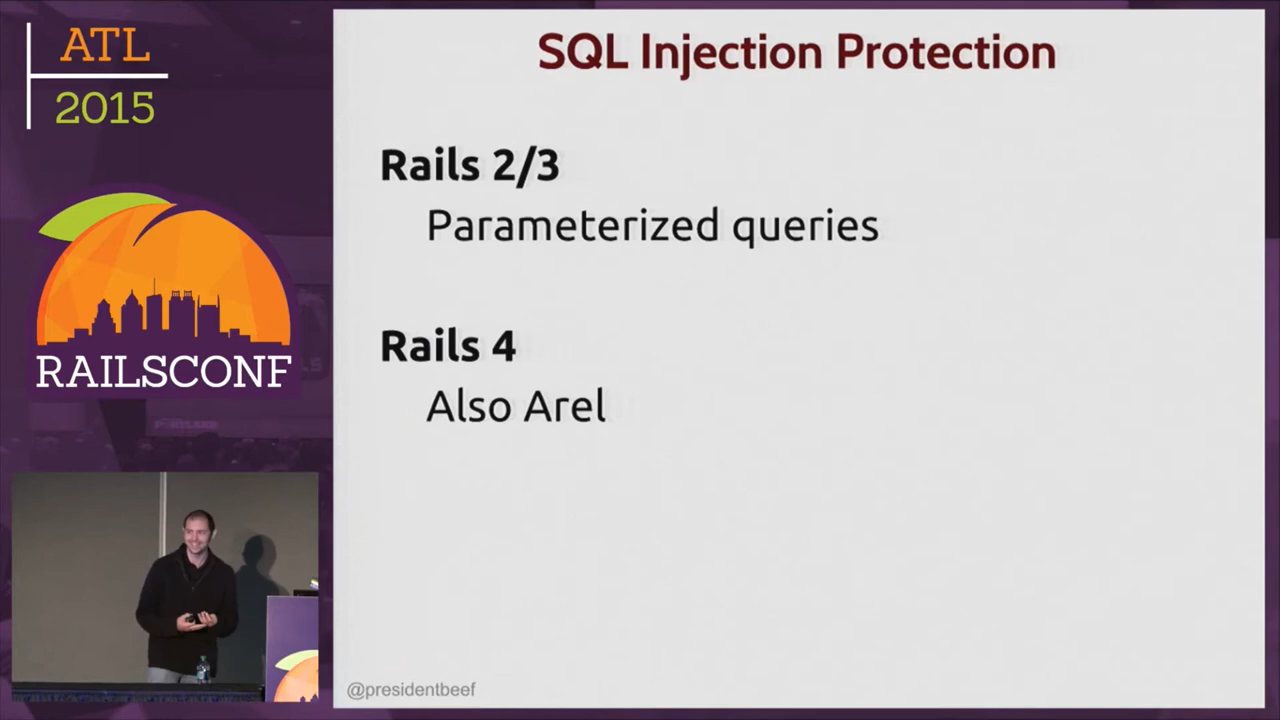 ATL
2015
RAILSCONF
SQL Injection Protection
Rails 2/3
Parameterized queries
Rails 4
Also Arel
@presidentbeef